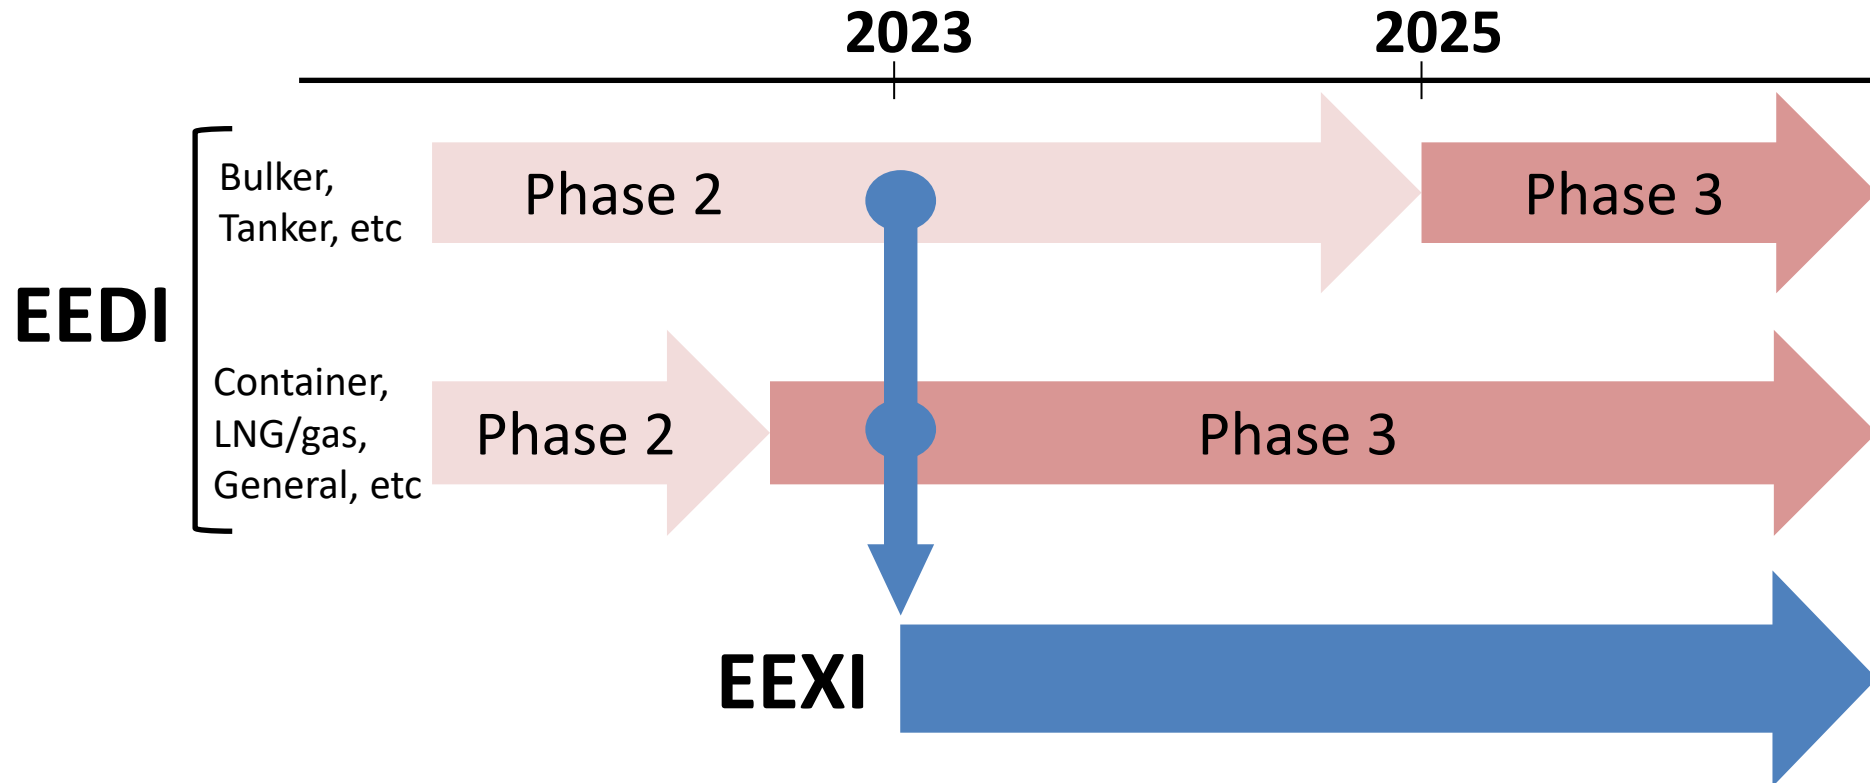 2023
2025
Bulker,
Tanker, etc
Phase 2
Phase 3
EEDI
Container,
LNG/gas,
General, etc
Phase 2
Phase 3
EEXI